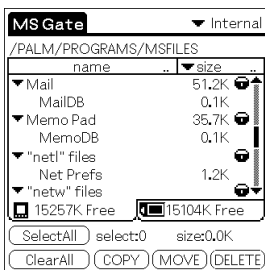 MS Gate Internal
/PALM/PROGRAMS/MSFILES
name .. size ..
Mail 51.2K
MailDB 0.1K
Memo Pad 35.7K
MemoDB 0.1K
"netl" files
Net Prefs 1.2K
"netw" files
15257K Free 15104K Free
SelectAll select:0 size:0.0K
ClearAll COPY MOVE DELETE